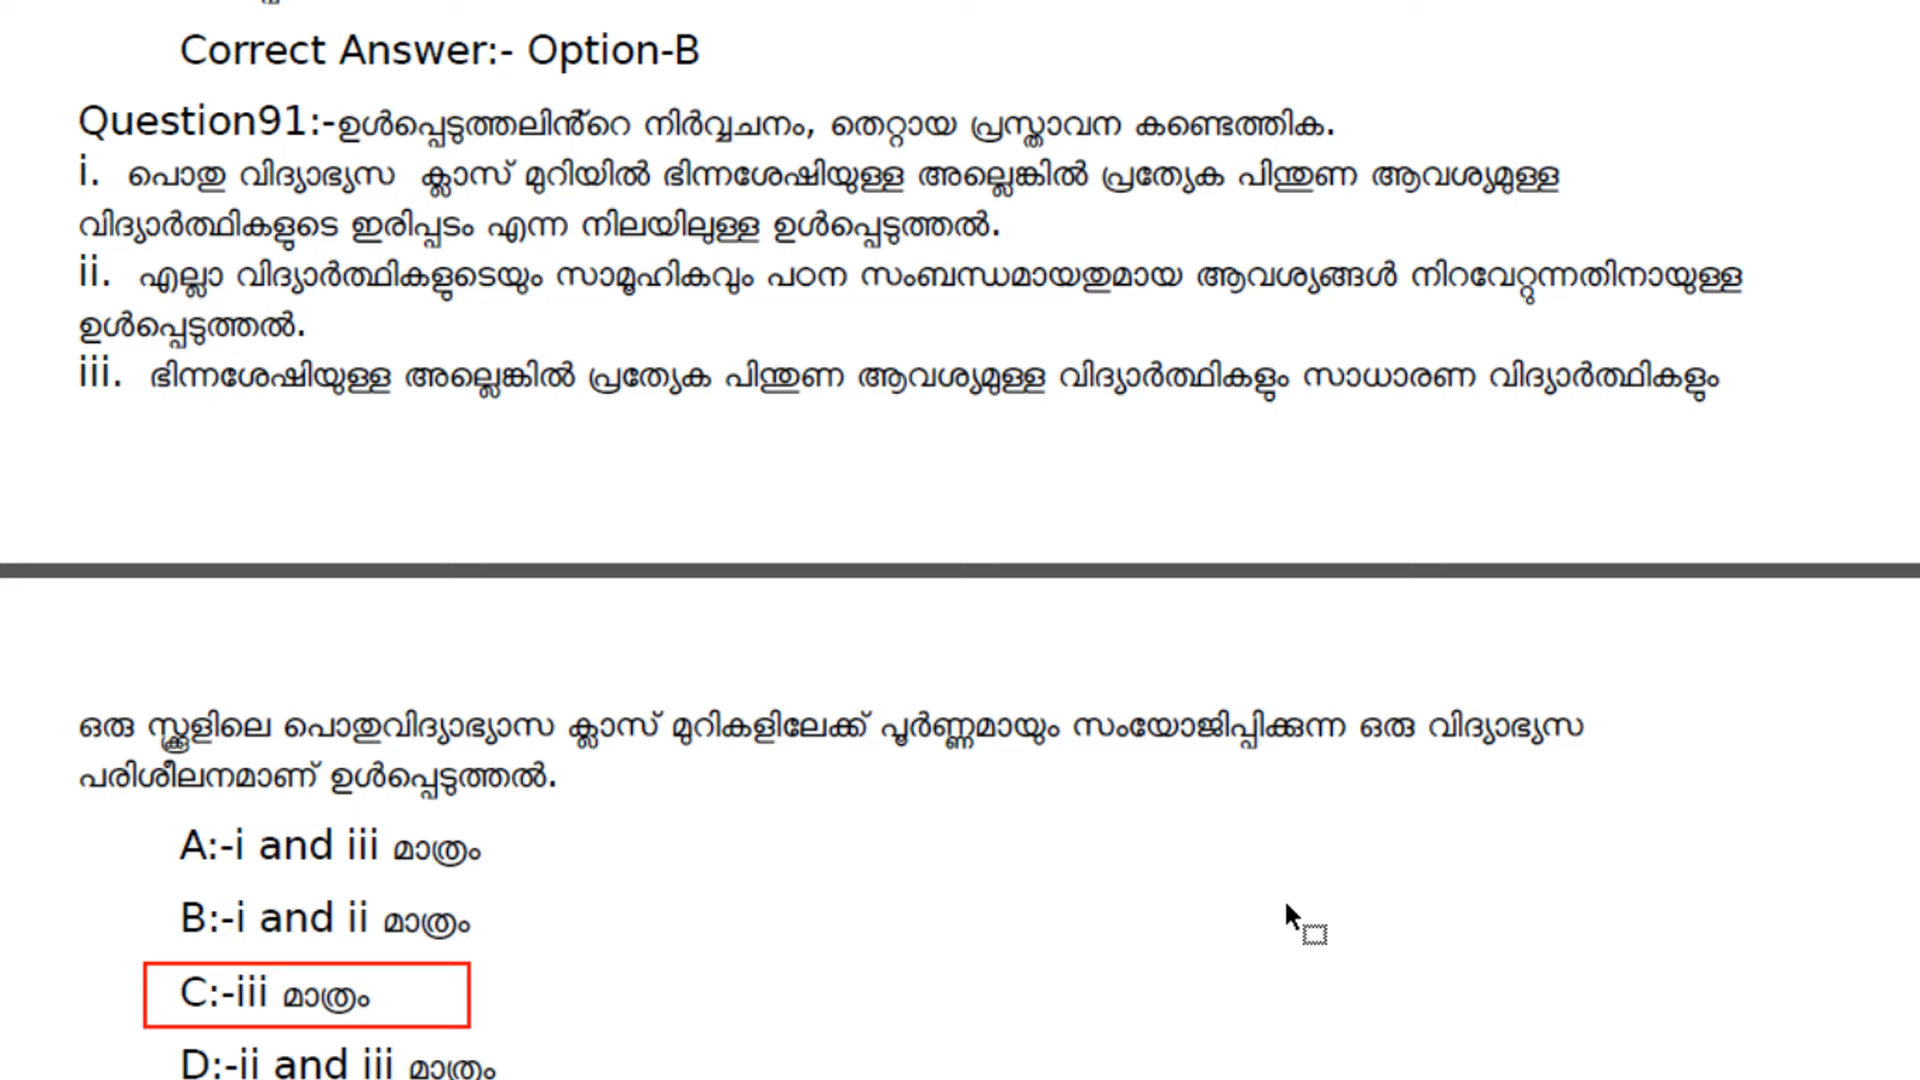 Correct Answer:- Option-B
Question91:-ഉൾപ്പെടുത്തലിൻ്റെ നിർവ്വചനം, തെറ്റായ പ്രസ്താവന കണ്ടെത്തിക.
i. പൊതു വിദ്യാഭ്യസ ക്ലാസ് മുറിയിൽ ഭിന്നശേഷിയുള്ള അല്ലെങ്കിൽ പ്രത്യേക പിന്തുണ ആവശ്യമുള്ള
വിദ്യാർത്ഥികളുടെ ഇരിപ്പടം എന്ന നിലയിലുള്ള ഉൾപ്പെടുത്തൽ.
ii. എല്ലാ വിദ്യാർത്ഥികളുടെയും സാമൂഹികവും പഠന സംബന്ധമായതുമായ ആവശ്യങ്ങൾ നിറവേറ്റുന്നതിനായുള്ള
ഉൾപ്പെടുത്തൽ.
iii. ഭിന്നശേഷിയുള്ള അല്ലെങ്കിൽ പ്രത്യേക പിന്തുണ ആവശ്യമുള്ള വിദ്യാർത്ഥികളും സാധാരണ വിദ്യാർത്ഥികളും
ഒരു സ്ക്കൂളിലെ പൊതുവിദ്യാഭ്യാസ ക്ലാസ് മുറികളിലേക്ക് പൂർണ്ണമായും സംയോജിപ്പിക്കുന്ന ഒരു വിദ്യാഭ്യസ
പരിശീലനമാണ് ഉൾപ്പെടുത്തൽ.
A:-i and iii മാത്രം
B:-i and ii മാത്രം
C:-iii മാത്രം
D:-ii and iii മാത്രം